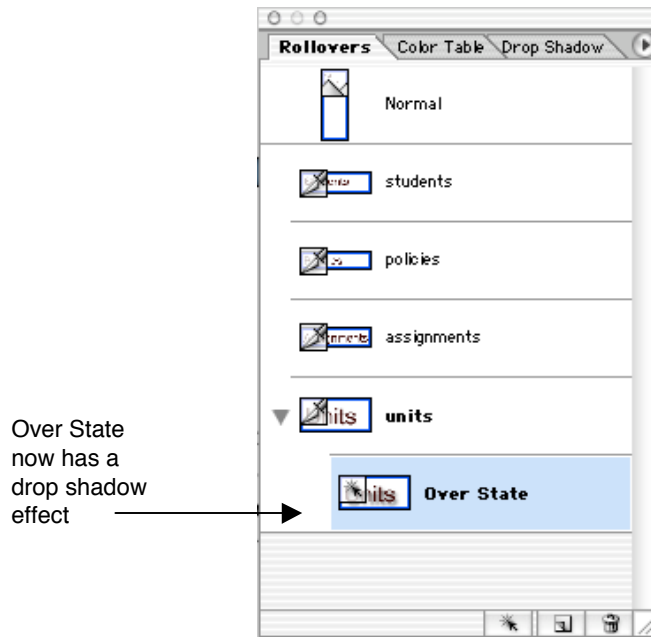 Rollovers Color Table Drop Shadow
Normal
students
policies
assignments
units
Over State
Over State
now has a
drop shadow
effect